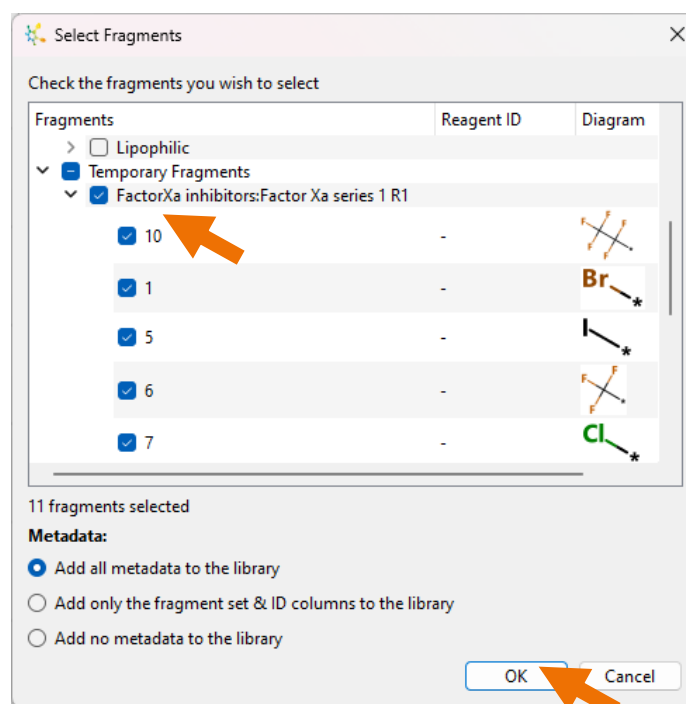 Select Fragments
Check the fragments you wish to select
Fragments Reagent ID Diagram
Lipophilic
Temporary Fragments
FactorXa inhibitors:Factor Xa series 1 R1
10 - F F F F F *
1 - Br *
5 - I *
6 - F F F *
7 - Cl *
11 fragments selected
Metadata:
Add all metadata to the library
Add only the fragment set & ID columns to the library
Add no metadata to the library
OK Cancel